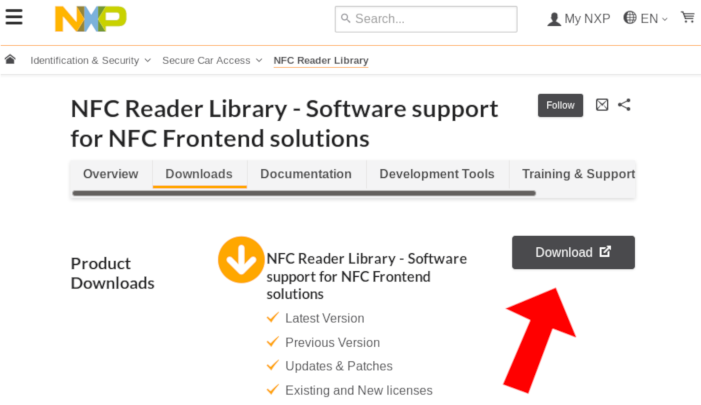 NXP
Search...
My NXP
EN
Identification & Security
Secure Car Access
NFC Reader Library
NFC Reader Library - Software support
for NFC Frontend solutions
Follow
Overview
Downloads
Documentation
Development Tools
Training & Support
Product
Downloads
NFC Reader Library - Software
support for NFC Frontend
solutions
Latest Version
Previous Version
Updates & Patches
Existing and New licenses
Download